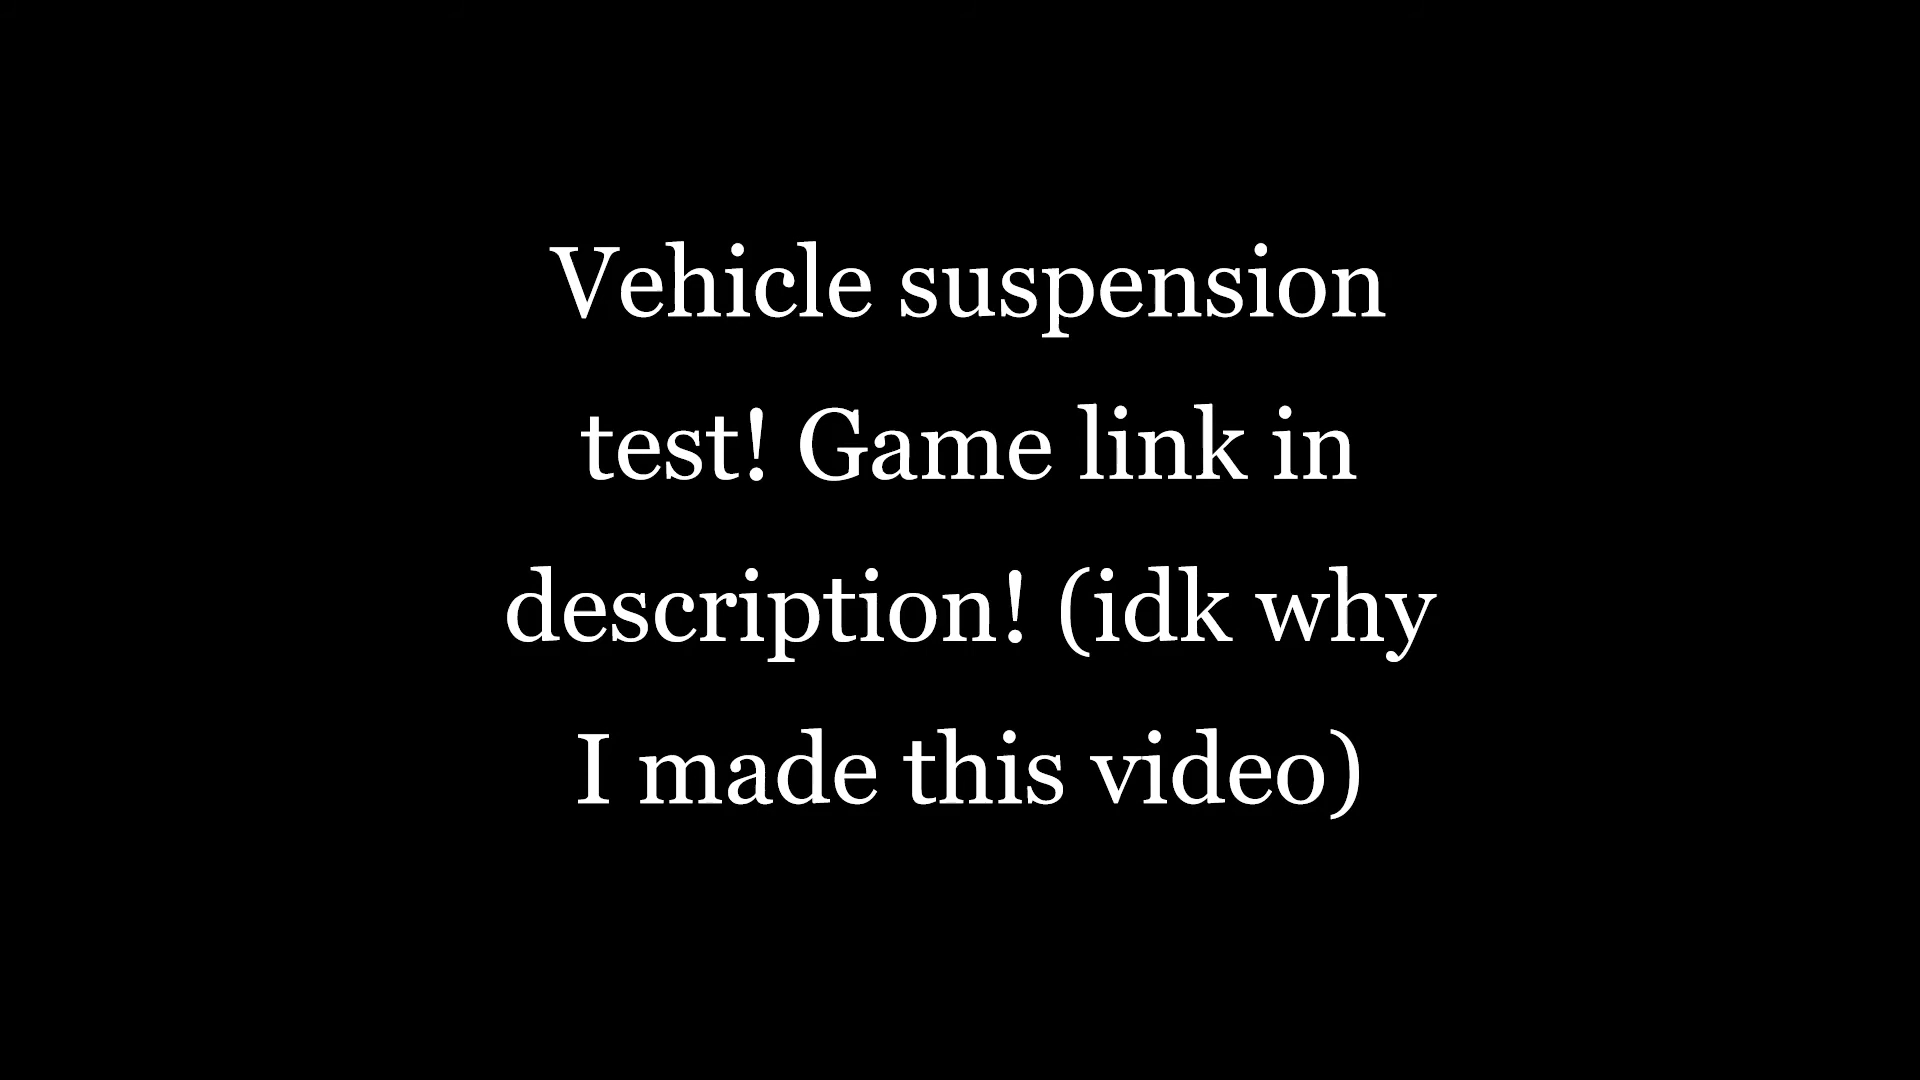 Vehicle suspension
test! Game link in
description! (idk why
I made this video)